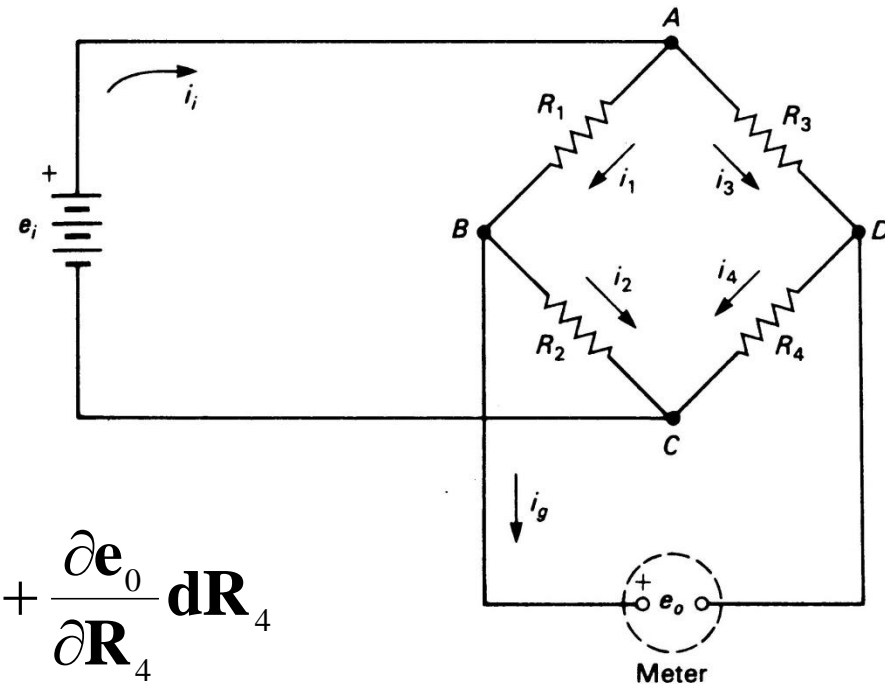 A
i_i
R_1
R_3
+
i_1
i_3
e_i
B
D
i_2
i_4
R_2
R_4
C
i_g
+ ∂e_0/∂R_4 dR_4
+
e_o
Meter